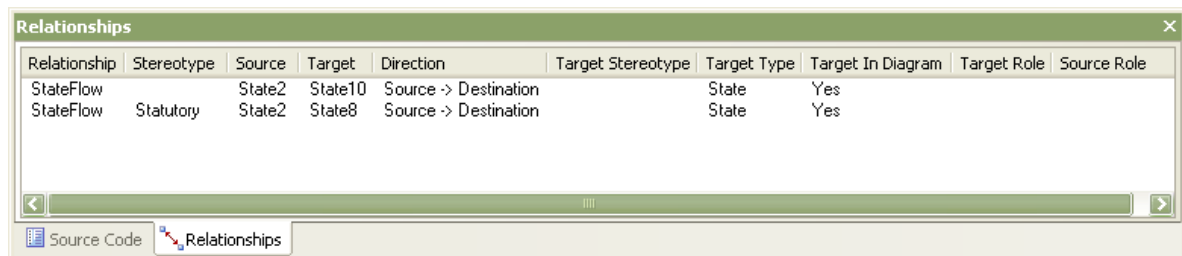 Relationships
Relationship Stereotype Source Target Direction Target Stereotype Target Type Target In Diagram Target Role Source Role
StateFlow State2 State10 Source -> Destination State Yes
StateFlow Statutory State2 State8 Source -> Destination State Yes
Source Code Relationships